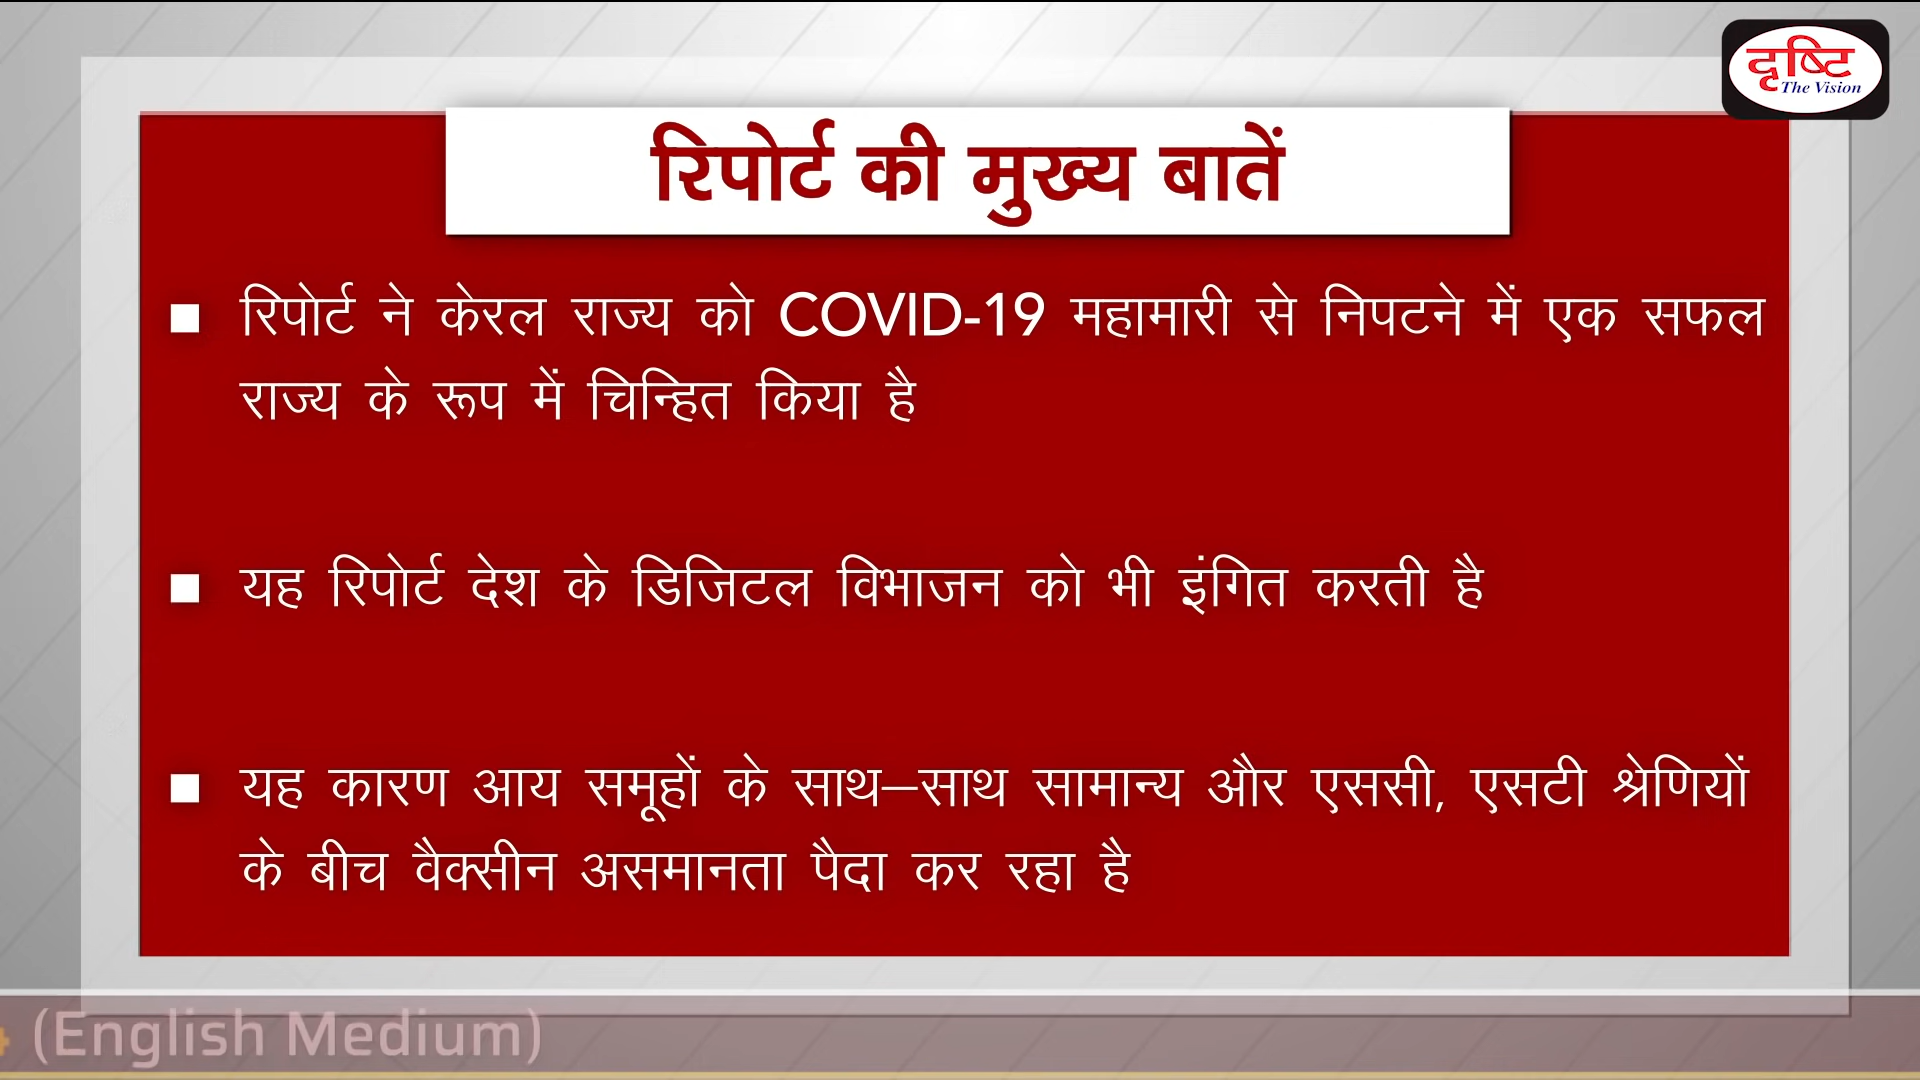 दृष्टि
The Vision
रिपोर्ट की मुख्य बातें
रिपोर्ट ने केरल राज्य को COVID-19 महामारी से निपटने में एक सफल
राज्य के रूप में चिन्हित किया है
यह रिपोर्ट देश के डिजिटल विभाजन को भी इंगित करती है
यह कारण आय समूहों के साथ–साथ सामान्य और एससी, एसटी श्रेणियों
के बीच वैक्सीन असमानता पैदा कर रहा है
(English Medium)